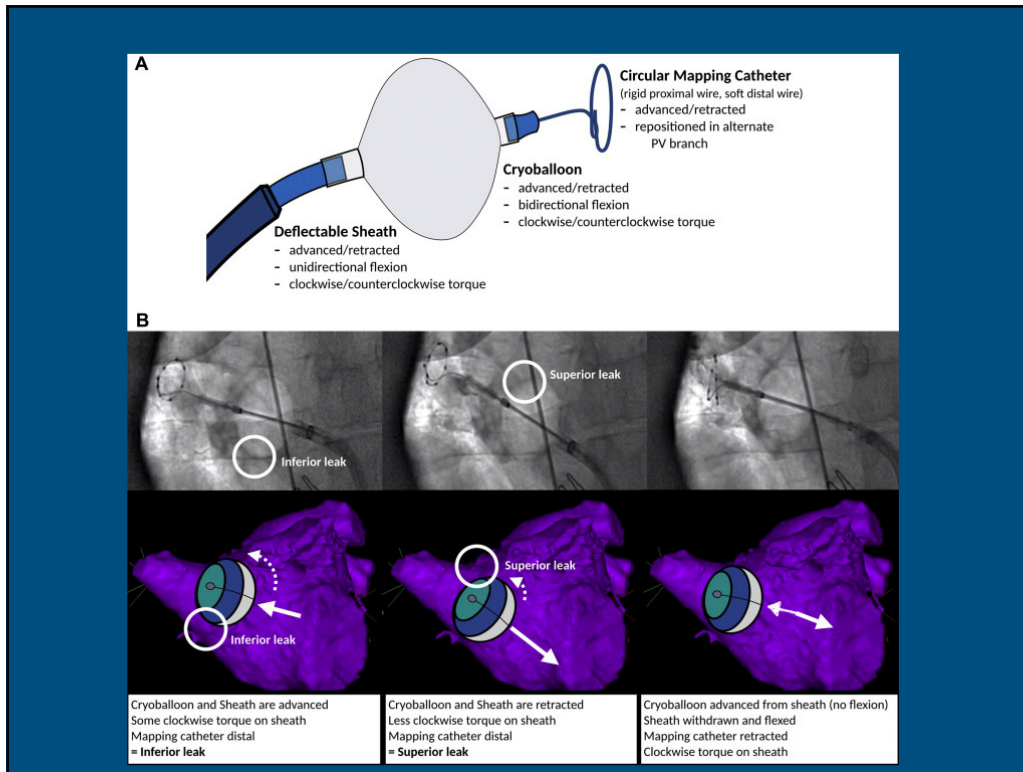 A
Circular Mapping Catheter
(rigid proximal wire, soft distal wire)
- advanced/retracted
- repositioned in alternate
PV branch
Cryoballoon
- advanced/retracted
- bidirectional flexion
- clockwise/counterclockwise torque
Deflectable Sheath
- advanced/retracted
- unidirectional flexion
- clockwise/counterclockwise torque
B
Inferior leak
Superior leak
Inferior leak
Superior leak
Cryoballoon and Sheath are advanced
Some clockwise torque on sheath
Mapping catheter distal
= Inferior leak
Cryoballoon and Sheath are retracted
Less clockwise torque on sheath
Mapping catheter distal
= Superior leak
Cryoballoon advanced from sheath (no flexion)
Sheath withdrawn and flexed
Mapping catheter retracted
Clockwise torque on sheath